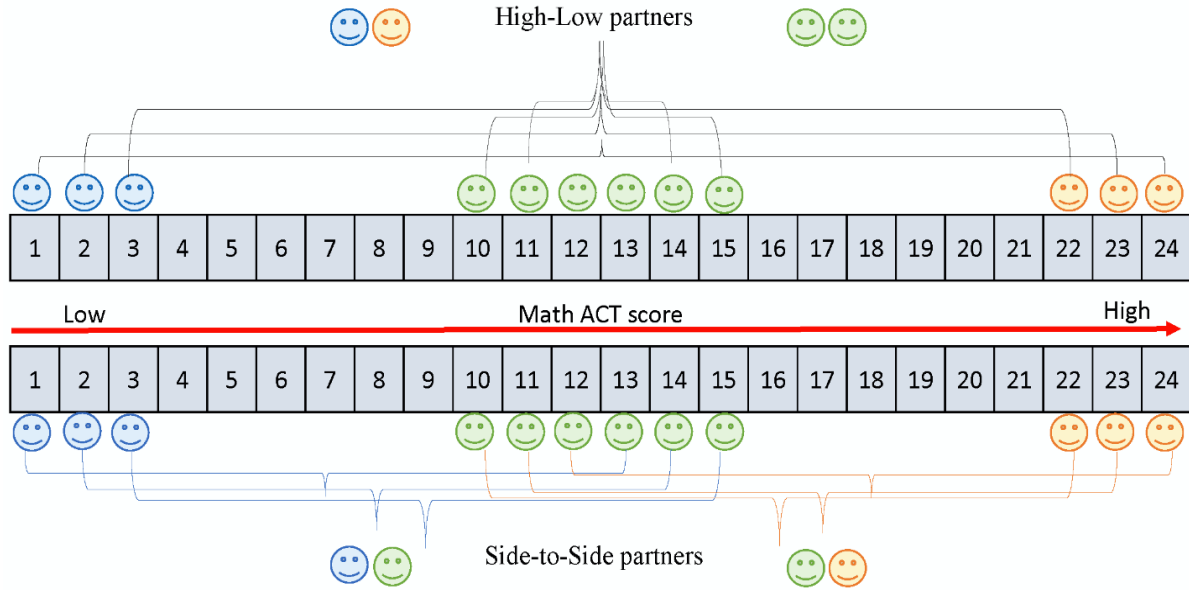 High-Low partners
1 2 3 4 5 6 7 8 9 10 11 12 13 14 15 16 17 18 19 20 21 22 23 24
Low Math ACT score High
1 2 3 4 5 6 7 8 9 10 11 12 13 14 15 16 17 18 19 20 21 22 23 24
Side-to-Side partners